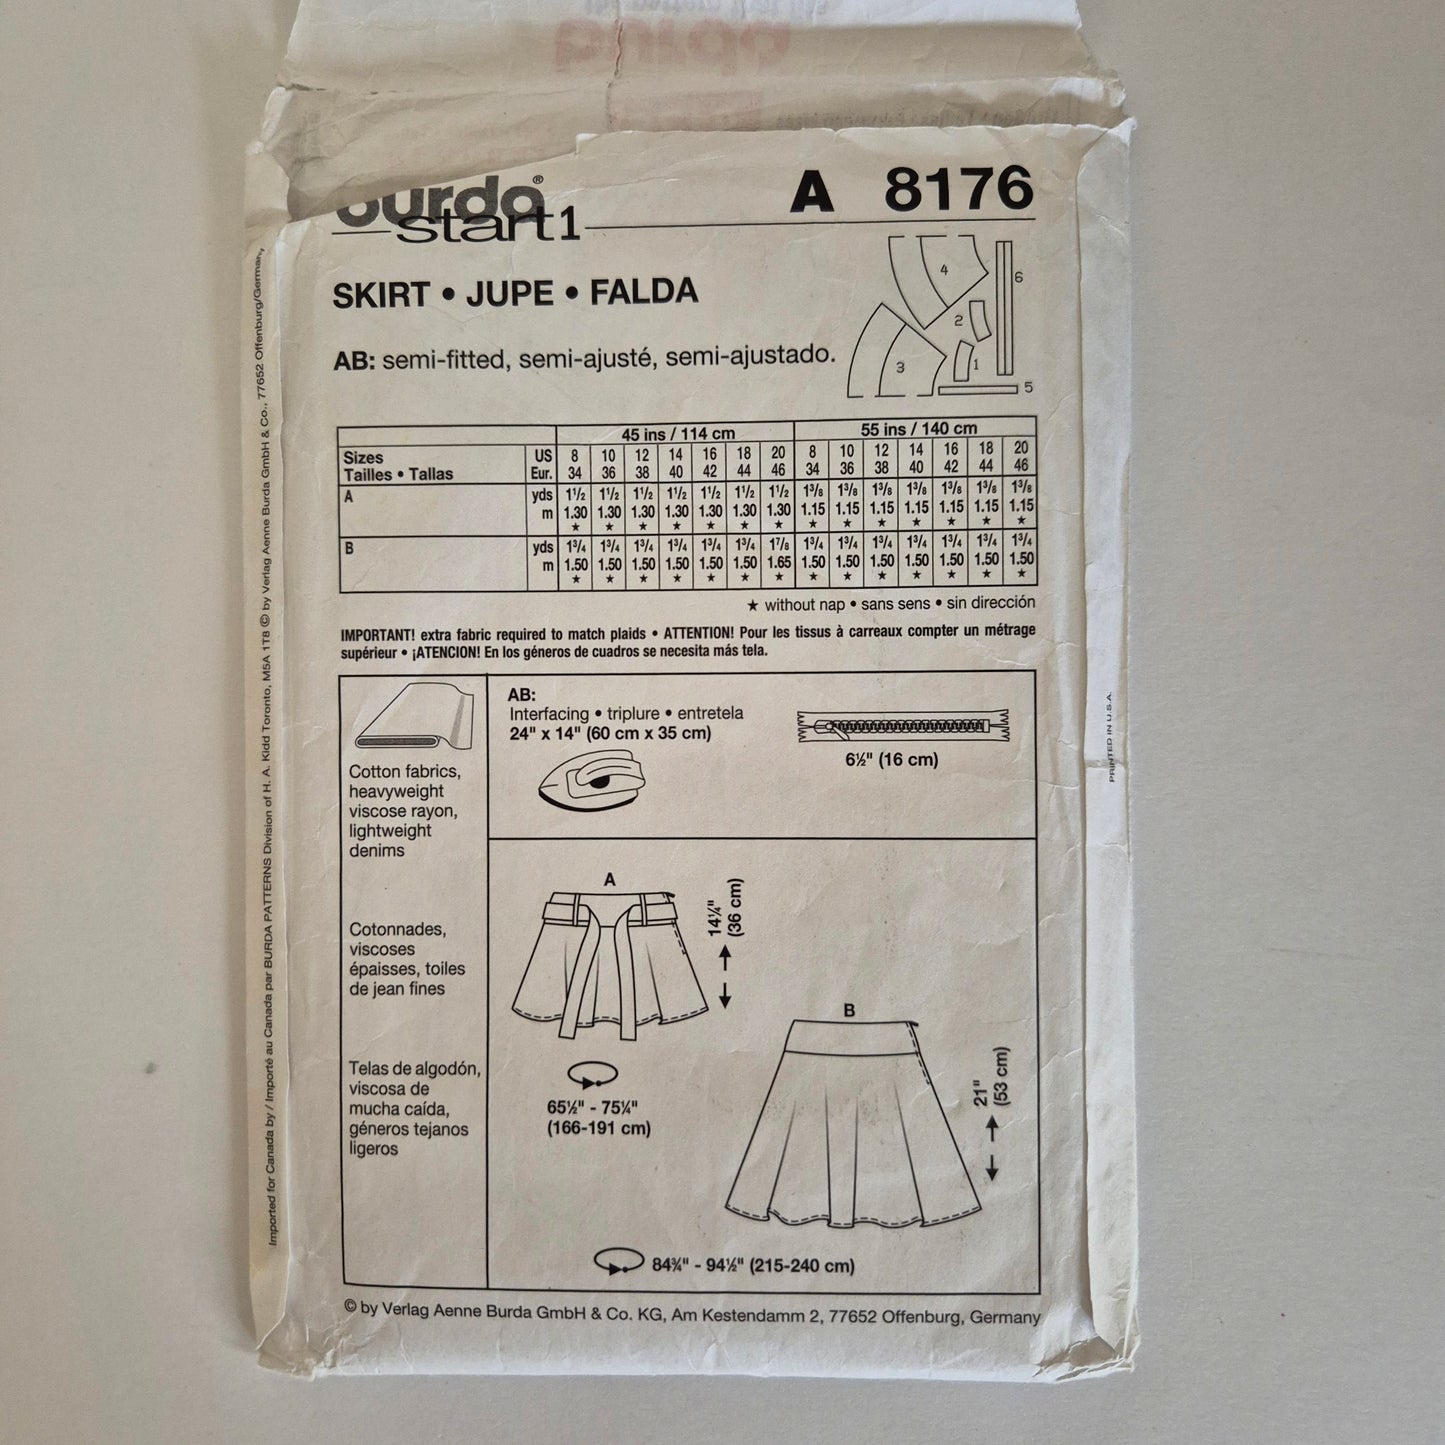 burda®
start 1
A 8176
SKIRT • JUPE • FALDA
AB: semi-fitted, semi-ajusté, semi-ajustado.
4
6
2
3
1
5
45 ins / 114 cm 55 ins / 140 cm
Sizes US 8 10 12 14 16 18 20 8 10 12 14 16 18 20
Tailles • Tallas Eur. 34 36 38 40 42 44 46 34 36 38 40 42 44 46
A yds 1½ 1½ 1½ 1½ 1½ 1½ 1½ 1⅜ 1⅜ 1⅜ 1⅜ 1⅜ 1⅜ 1⅜
m 1.30 1.30 1.30 1.30 1.30 1.30 1.30 1.15 1.15 1.15 1.15 1.15 1.15 1.15
★ ★ ★ ★ ★ ★ ★ ★ ★ ★ ★ ★ ★ ★
B yds 1¾ 1¾ 1¾ 1¾ 1¾ 1¾ 1⅞ 1¾ 1¾ 1¾ 1¾ 1¾ 1¾ 1¾
m 1.50 1.50 1.50 1.50 1.50 1.50 1.65 1.50 1.50 1.50 1.50 1.50 1.50 1.50
★ ★ ★ ★ ★ ★ ★ ★ ★ ★ ★ ★ ★ ★
★ without nap • sans sens • sin dirección
IMPORTANT! extra fabric required to match plaids • ATTENTION! Pour les tissus à carreaux compter un métrage
supérieur • ¡ATENCION! En los géneros de cuadros se necesita más tela.
Cotton fabrics,
heavyweight
viscose rayon,
lightweight
denims
Cotonnades,
viscoses
épaisses, toiles
de jean fines
Telas de algodón,
viscosa de
mucha caída,
géneros tejanos
ligeros
AB:
Interfacing • triplure • entretela
24" x 14" (60 cm x 35 cm)
6½" (16 cm)
A
14¼"
(36 cm)
65½" - 75¼"
(166-191 cm)
B
21"
(53 cm)
84¾" - 94½" (215-240 cm)
© by Verlag Aenne Burda GmbH & Co. KG, Am Kestendamm 2, 77652 Offenburg, Germany
Imported for Canada by / Importé au Canada par BURDA PATTERNS Division of H. A. Kidd Toronto, M5A 1T8 © by Verlag Aenne Burda GmbH & Co., 77652 Offenburg/Germany
PRINTED IN U.S.A.